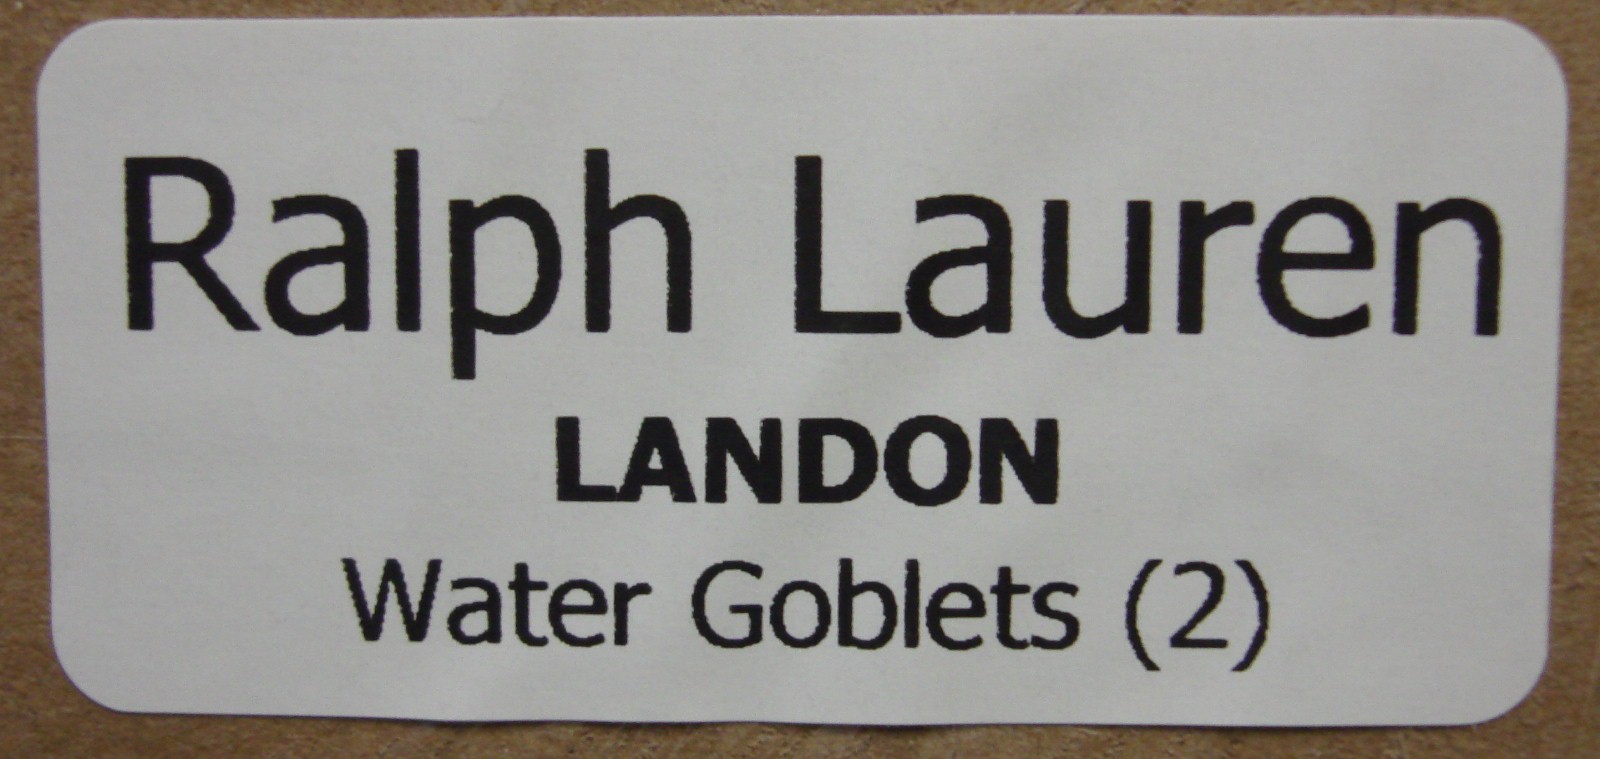 Ralph Lauren
LANDON
Water Goblets (2)